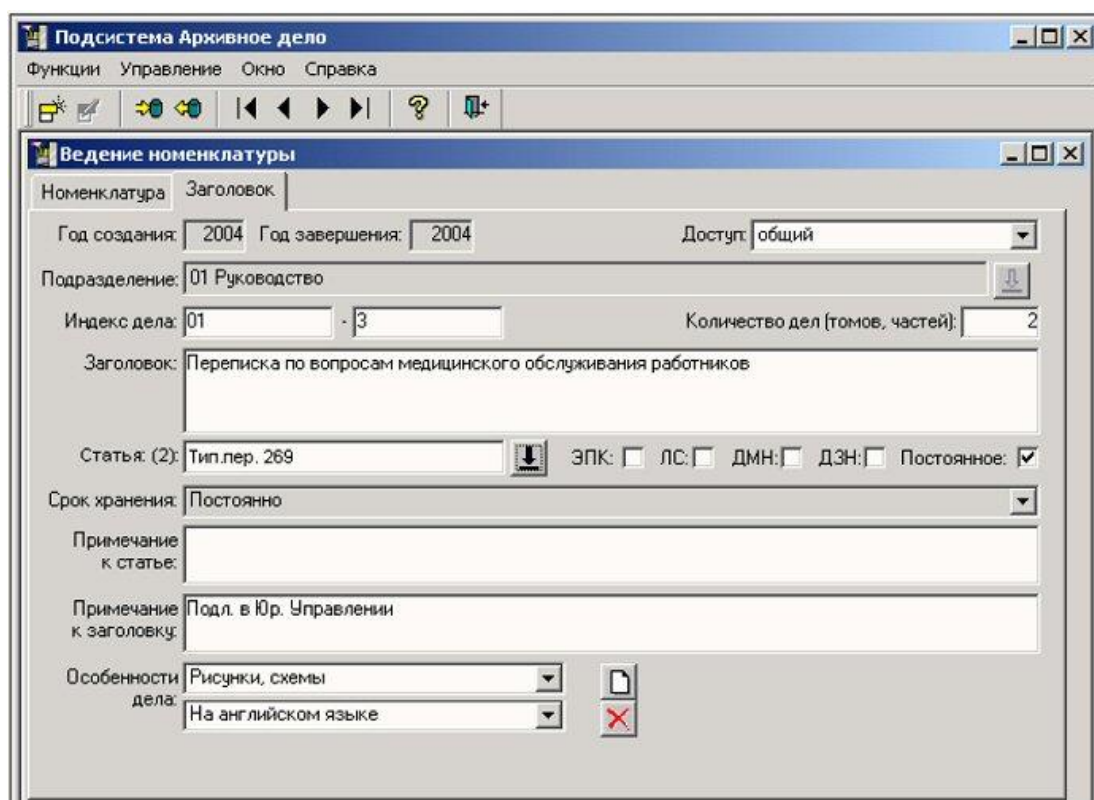 Подсистема Архивное дело
Функции Управление Окно Справка
Ведение номенклатуры
Номенклатура Заголовок
Год создания: 2004 Год завершения: 2004 Доступ: общий
Подразделение: 01 Руководство
Индекс дела: 01 - 3 Количество дел (томов, частей): 2
Заголовок: Переписка по вопросам медицинского обслуживания работников
Статья: (2): Тип.пер. 269 ЭПК: ЛС: ДМН: ДЗН: Постоянное:
Срок хранения: Постоянно
Примечание
к статье:
Примечание Подл. в Юр. Управлении
к заголовку:
Особенности Рисунки, схемы
дела:
На английском языке